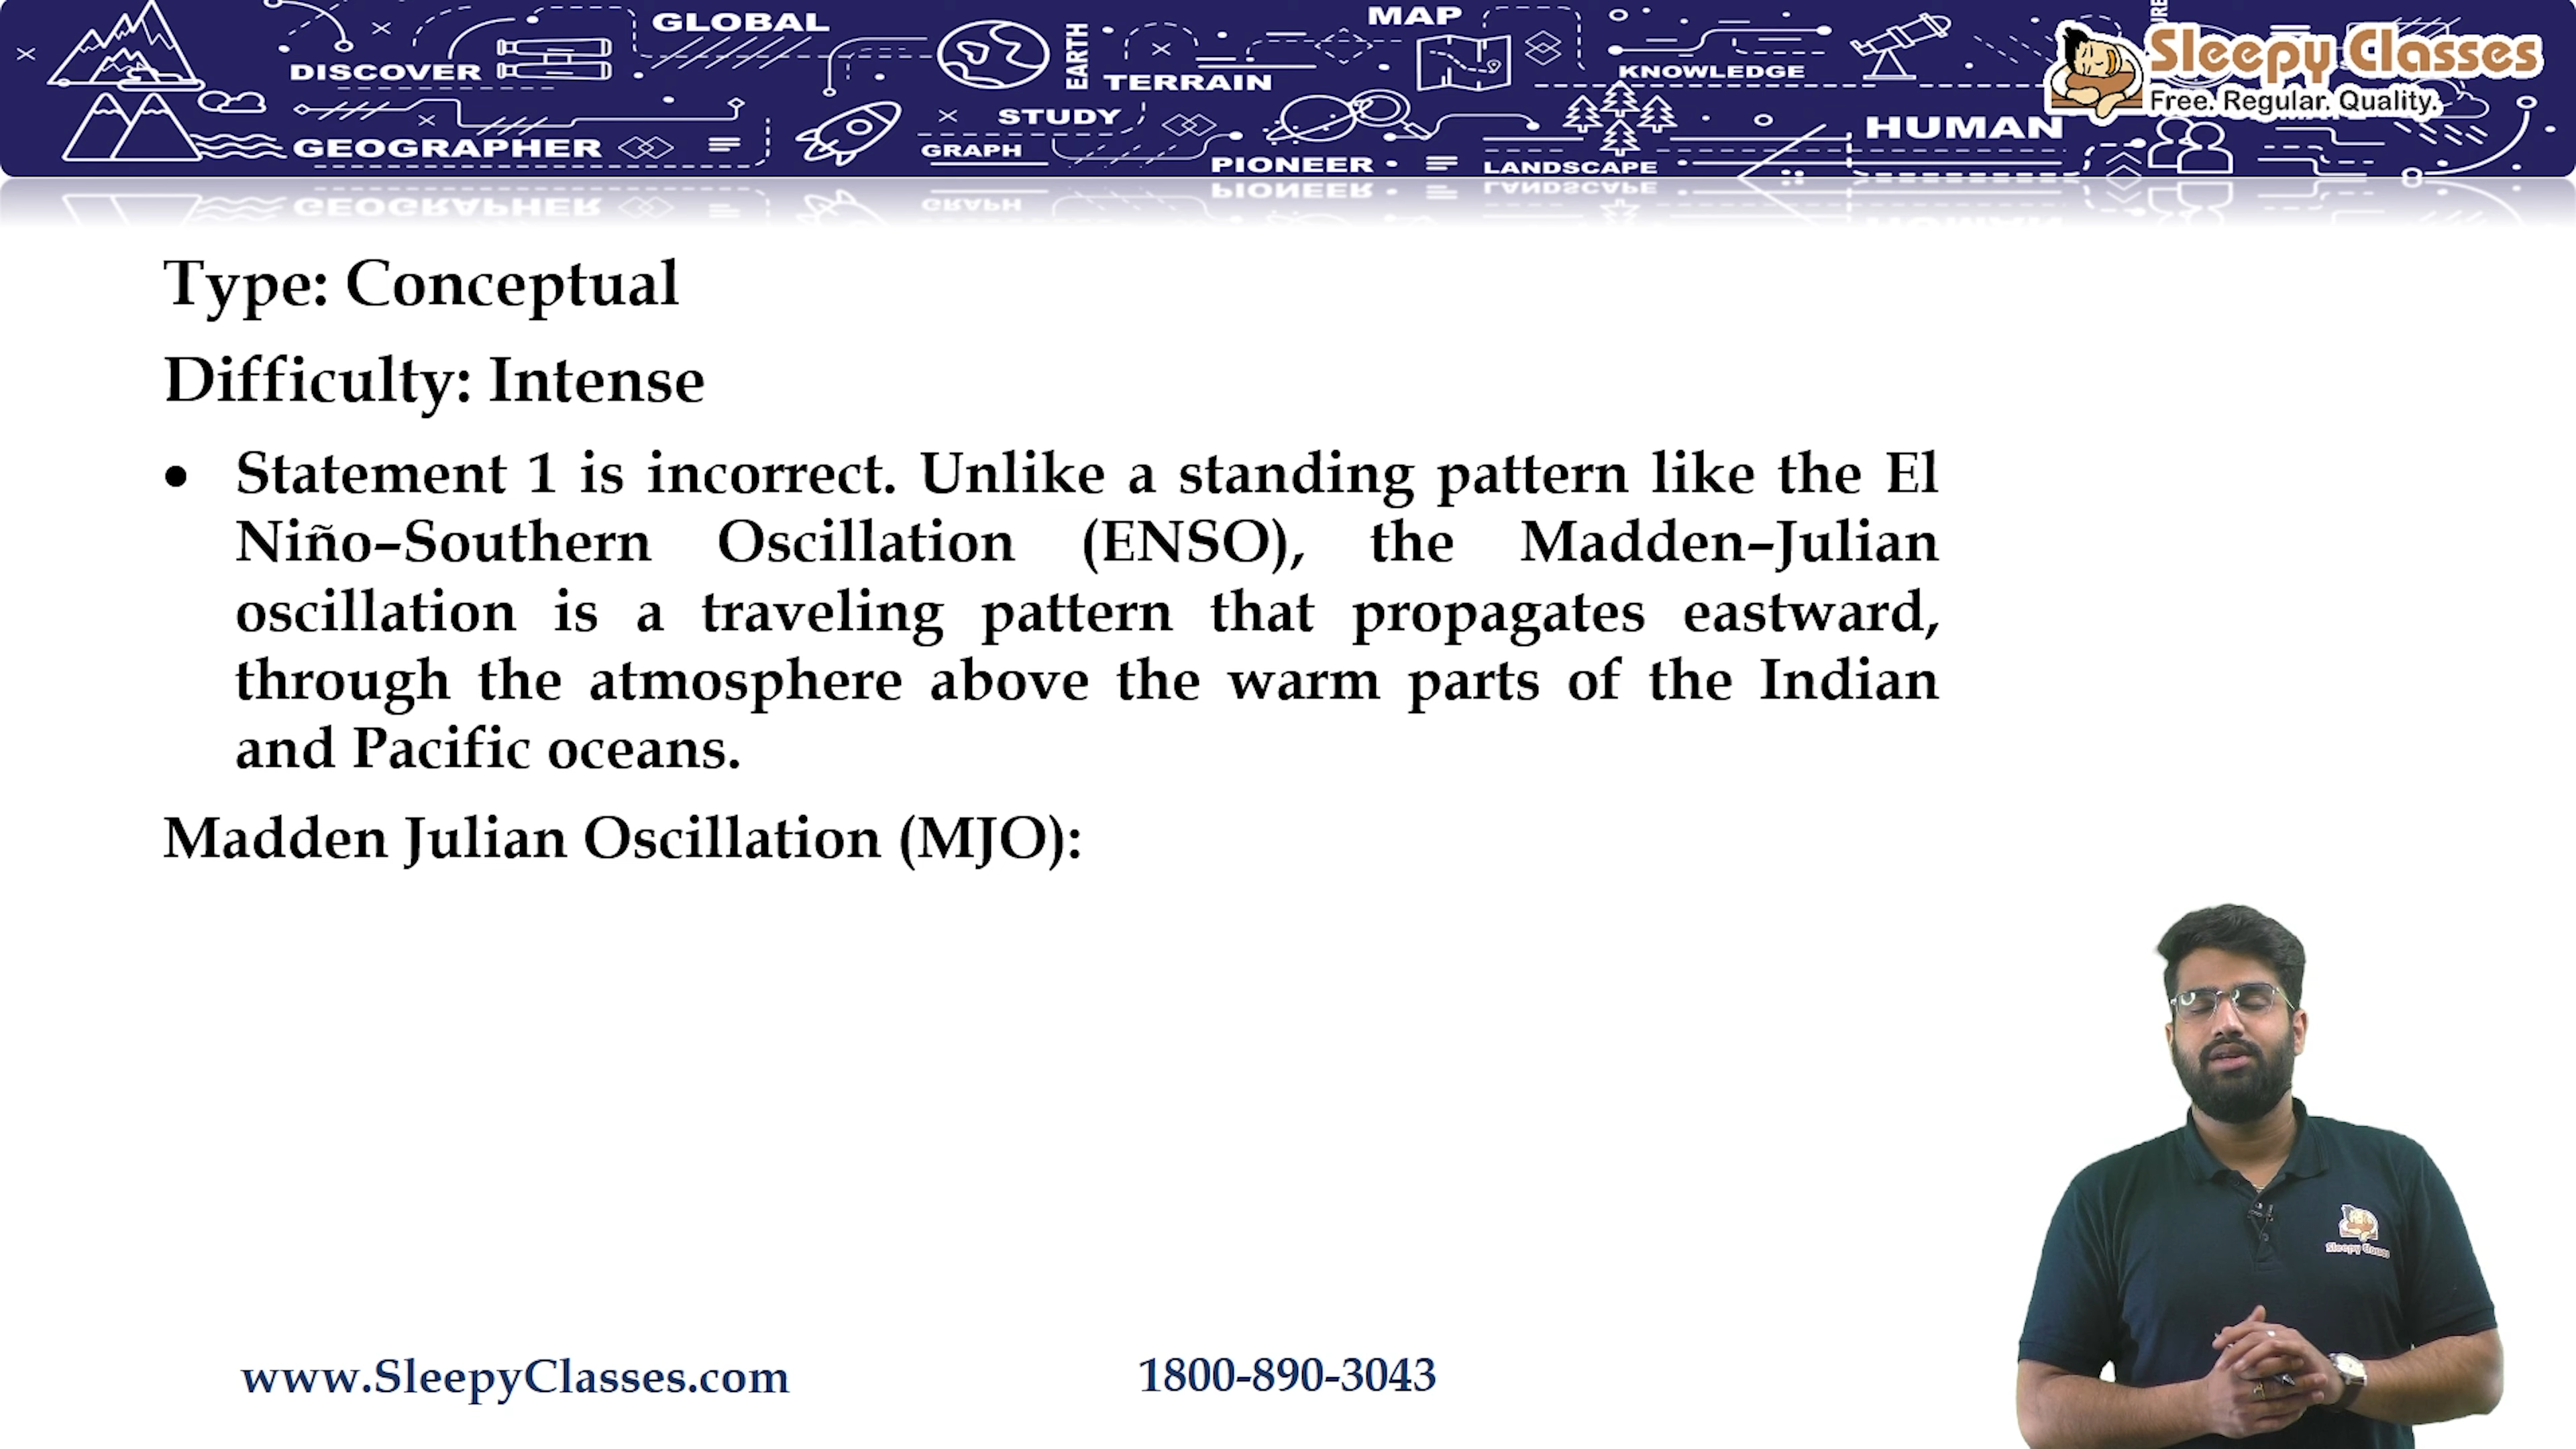 GLOBAL
MAP
DISCOVER
EARTH
TERRAIN
KNOWLEDGE
Sleepy Classes
Free. Regular. Quality.
STUDY
GEOGRAPHER
GRAPH
PIONEER
LANDSCAPE
HUMAN
Type: Conceptual
Difficulty: Intense
• Statement 1 is incorrect. Unlike a standing pattern like the El
Niño–Southern Oscillation (ENSO), the Madden–Julian
oscillation is a traveling pattern that propagates eastward,
through the atmosphere above the warm parts of the Indian
and Pacific oceans.
Madden Julian Oscillation (MJO):
Sleepy Classes
www.SleepyClasses.com
1800-890-3043